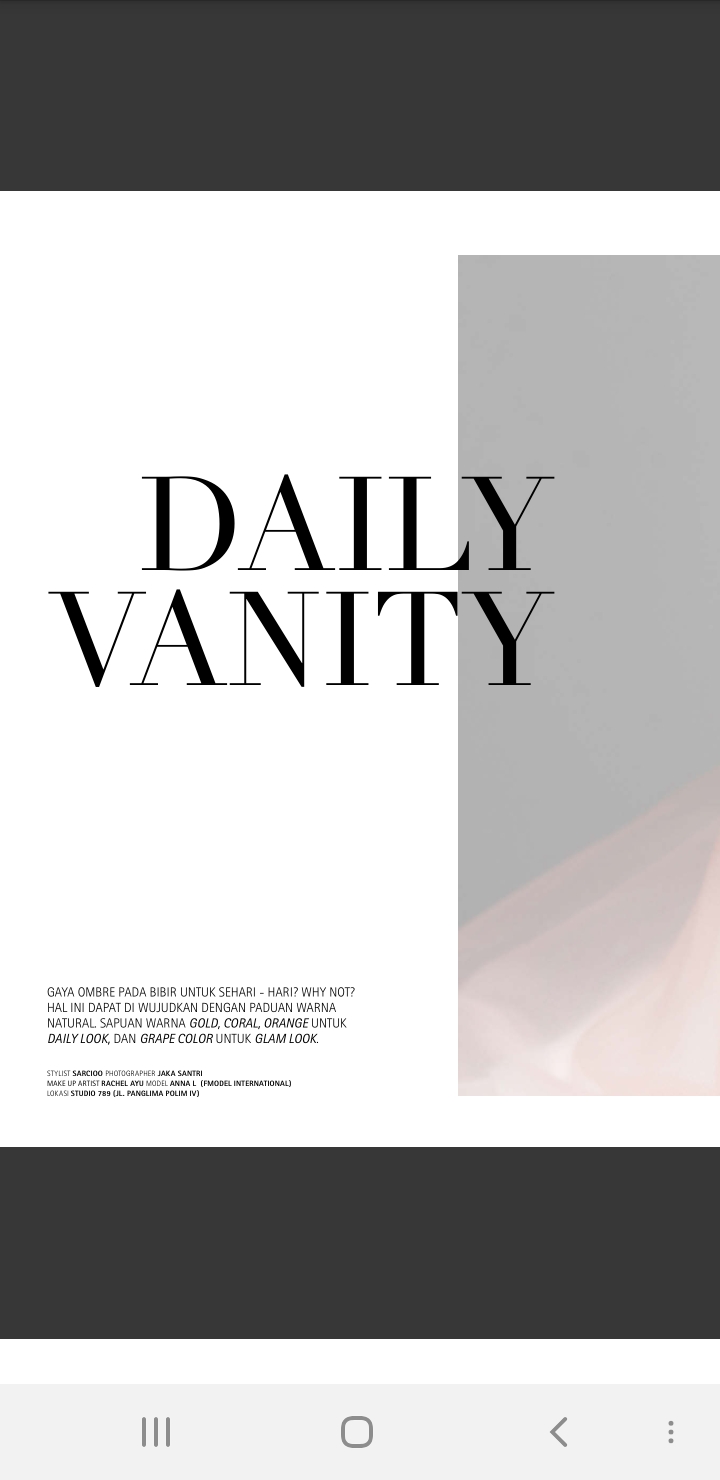 DAILY
VANITY
GAYA OMBRE PADA BIBIR UNTUK SEHARI - HARI? WHY NOT?
HAL INI DAPAT DI WUJUDKAN DENGAN PADUAN WARNA
NATURAL. SAPUAN WARNA GOLD, CORAL, ORANGE UNTUK
DAILY LOOK, DAN GRAPE COLOR UNTUK GLAM LOOK.
STYLIST SARCIOO PHOTOGRAPHER JAKA SANTRI
MAKE UP ARTIST RACHEL AYU MODEL ANNA L (FMODEL INTERNATIONAL)
LOKASI STUDIO 789 (JL. PANGLIMA POLIM IV)